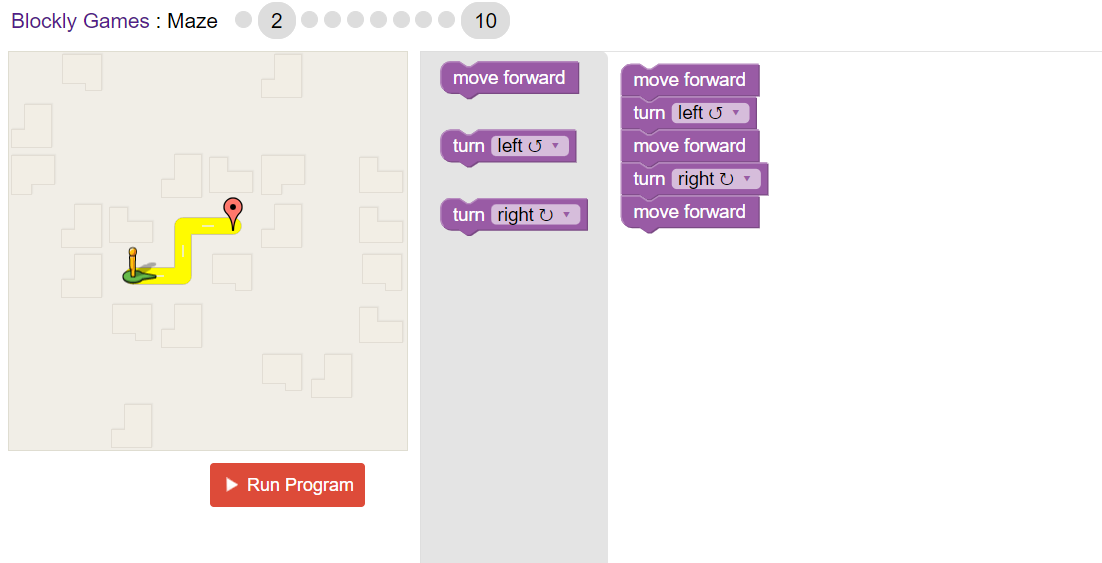 Blockly Games : Maze 2 10
move forward
turn left ↺ ▼
turn right ↻ ▼
move forward
turn left ↺ ▼
move forward
turn right ↻ ▼
move forward
Run Program